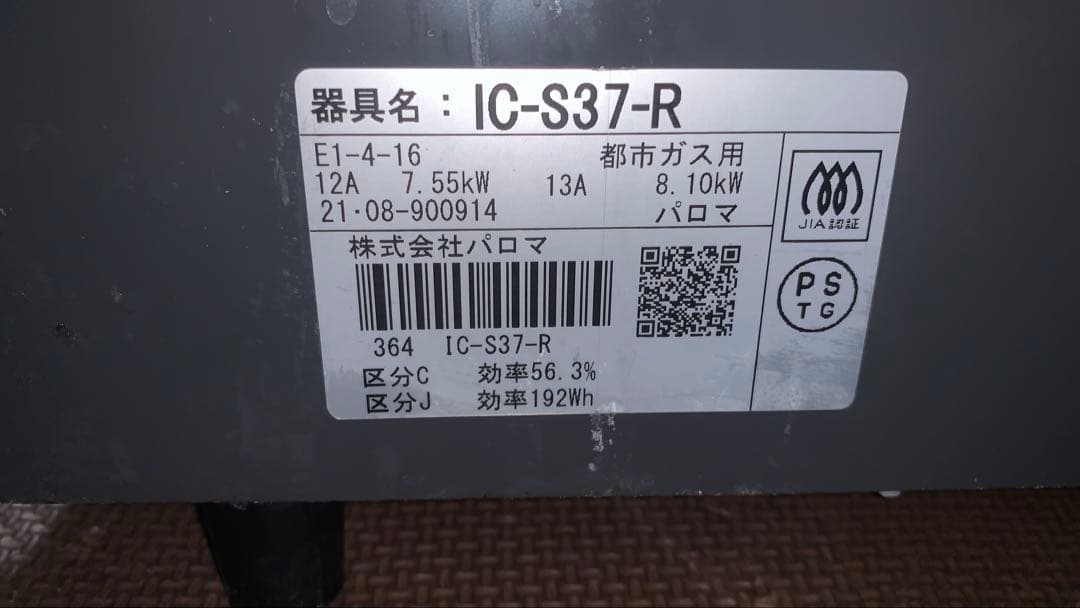 器具名：IC-S37-R
E1-4-16 都市ガス用
12A 7.55kW 13A 8.10kW
21・08-900914 パロマ
株式会社パロマ
364 IC-S37-R
区分C 効率56.3%
区分J 効率192Wh
JIA認証
PS
TG